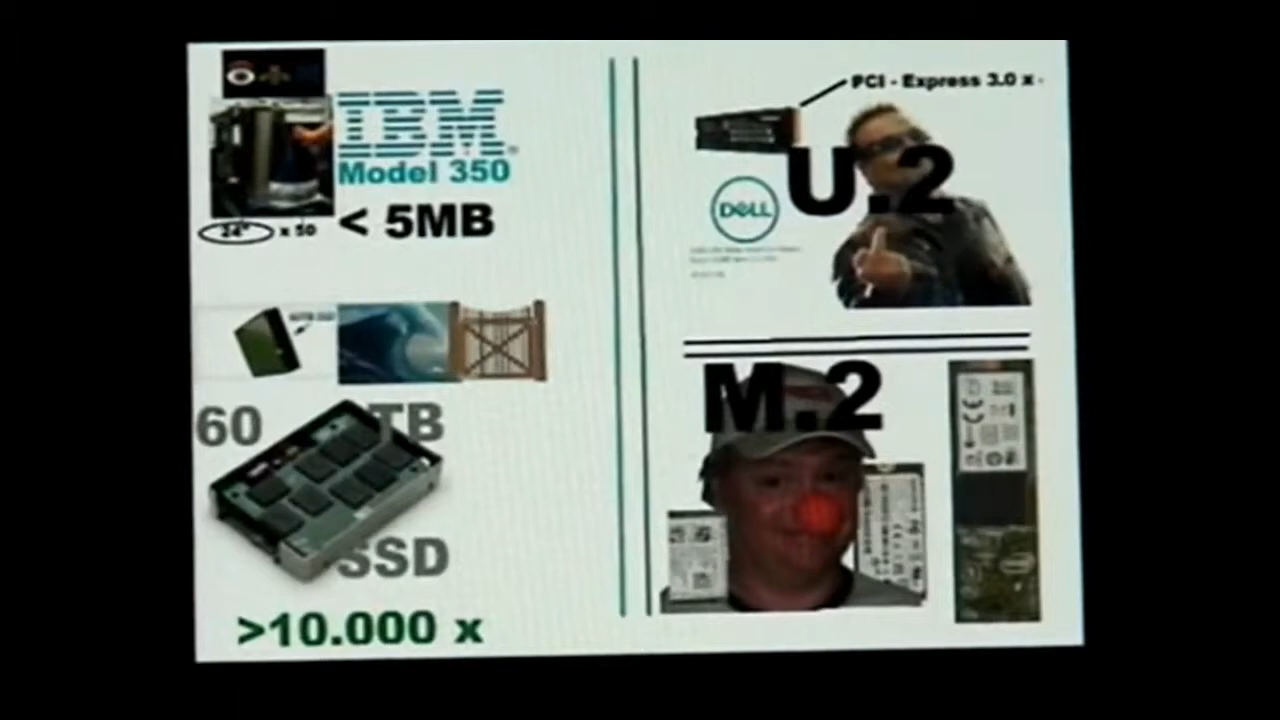 IBM
Model 350
24" x 50
< 5MB
60 TB
SSD
>10.000 x
PCI - Express 3.0 x -
U.2
DELL
M.2